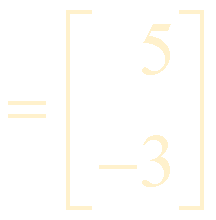 = [ 5
−3 ]